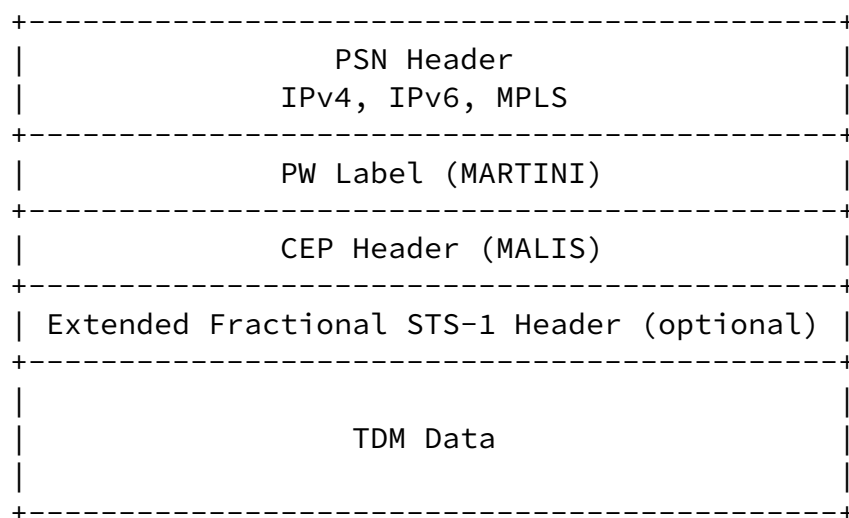 PSN Header
IPv4, IPv6, MPLS
PW Label (MARTINI)
CEP Header (MALIS)
Extended Fractional STS-1 Header (optional)
TDM Data